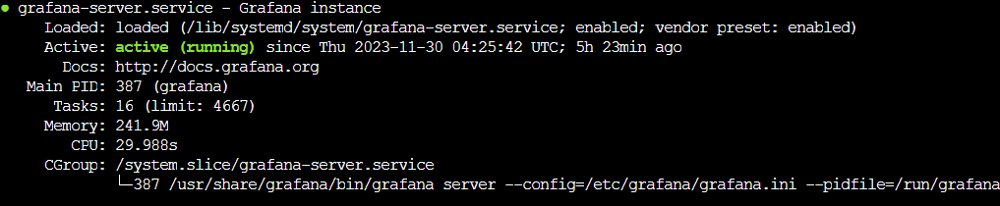 ● grafana-server.service - Grafana instance
Loaded: loaded (/lib/systemd/system/grafana-server.service; enabled; vendor preset: enabled)
Active: active (running) since Thu 2023-11-30 04:25:42 UTC; 5h 23min ago
Docs: http://docs.grafana.org
Main PID: 387 (grafana)
Tasks: 16 (limit: 4667)
Memory: 241.9M
CPU: 29.988s
CGroup: /system.slice/grafana-server.service
└─387 /usr/share/grafana/bin/grafana server --config=/etc/grafana/grafana.ini --pidfile=/run/grafana